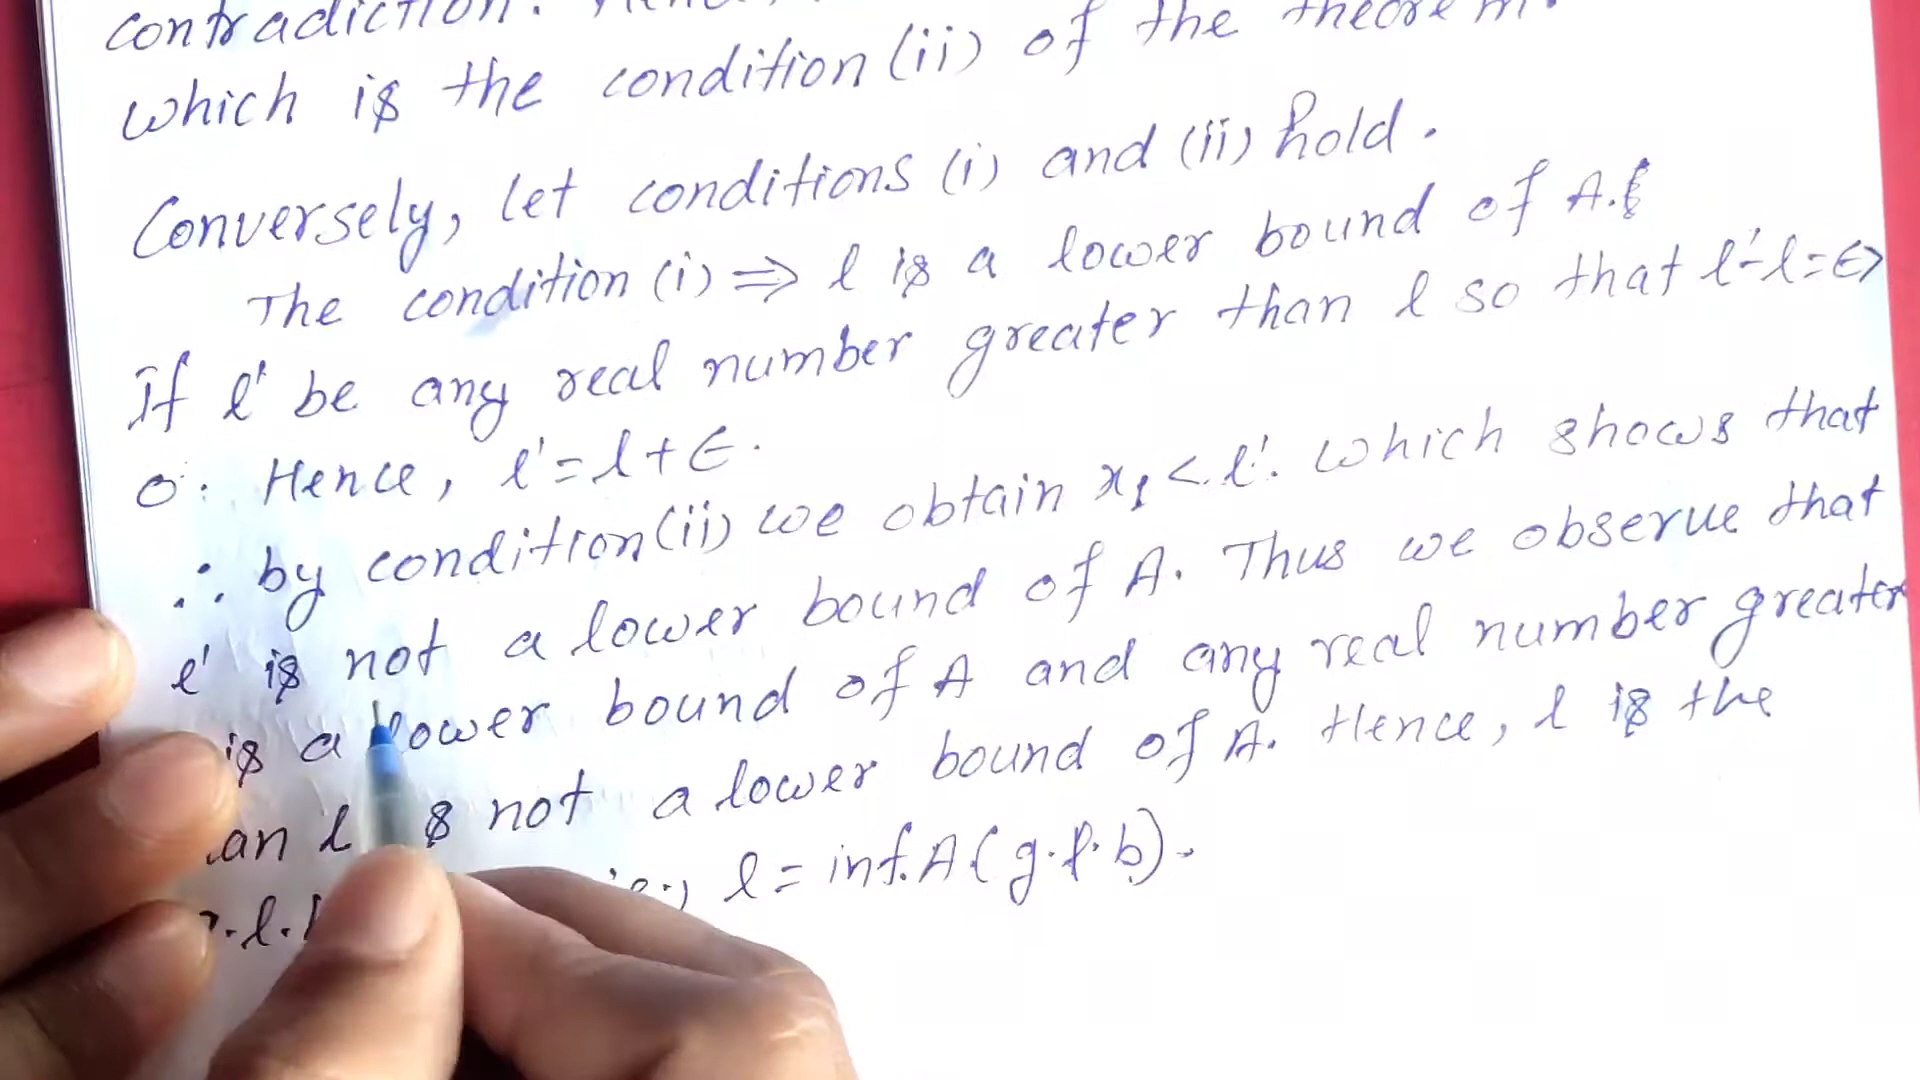 contradiction.
which is the condition (ii) of the theorem.
Conversely, let conditions (i) and (ii) hold.
The condition (i) ⇒ l is a lower bound of A.
If l' be any real number greater than l so that l'-l=∈>
0. Hence, l'=l+∈.
∴ by condition (ii) we obtain x₁<l'. which shows that
l' is not a lower bound of A. Thus we observe that
is a lower bound of A and any real number greater
an l is not a lower bound of A. Hence, l is the
l = inf.A(g.l.b).